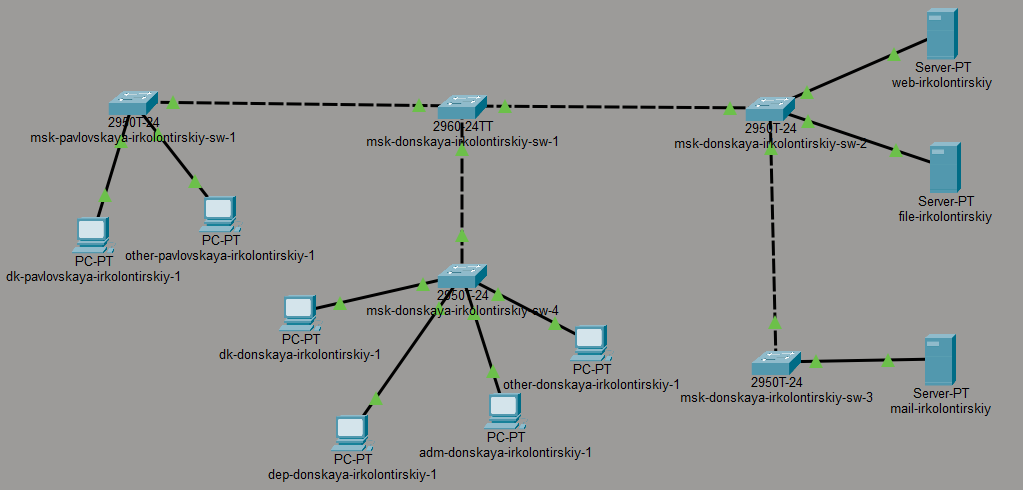 Server-PT
web-irkolontirskiy
2950T-24
msk-pavlovskaya-irkolontirskiy-sw-1
2960-24TT
msk-donskaya-irkolontirskiy-sw-1
2950T-24
msk-donskaya-irkolontirskiy-sw-2
Server-PT
file-irkolontirskiy
PC-PT
other-pavlovskaya-irkolontirskiy-1
PC-PT
dk-pavlovskaya-irkolontirskiy-1
2950T-24
msk-donskaya-irkolontirskiy-sw-4
PC-PT
dk-donskaya-irkolontirskiy-1
PC-PT
other-donskaya-irkolontirskiy-1
2950T-24
msk-donskaya-irkolontirskiy-sw-3
Server-PT
mail-irkolontirskiy
PC-PT
adm-donskaya-irkolontirskiy-1
PC-PT
dep-donskaya-irkolontirskiy-1